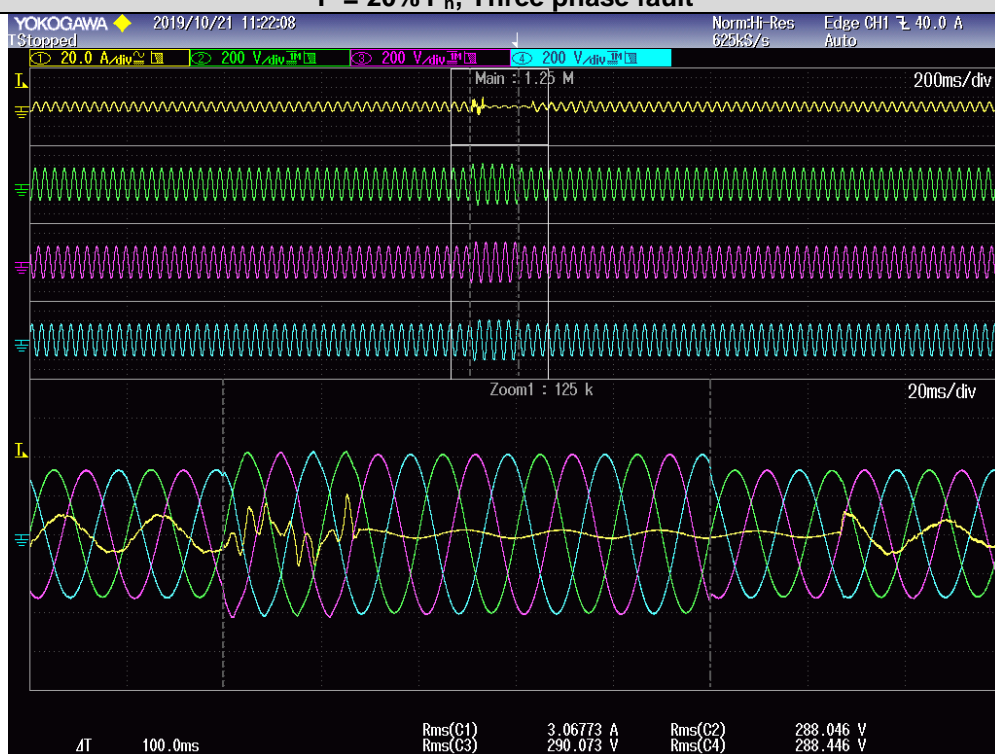 P = 20% Pn, Three phase fault
YOKOGAWA 2019/10/21 11:22:08 Norm:Hi-Res Edge CH1 40.0 A
Stopped 625kS/s Auto
1 20.0 A/div 2 200 V/div 3 200 V/div 4 200 V/div
Main : 1.25 M 200ms/div
Zoom1 : 125 k 20ms/div
Rms(C1) 3.06773 A Rms(C2) 288.046 V
ΔT 100.0ms Rms(C3) 290.073 V Rms(C4) 288.446 V